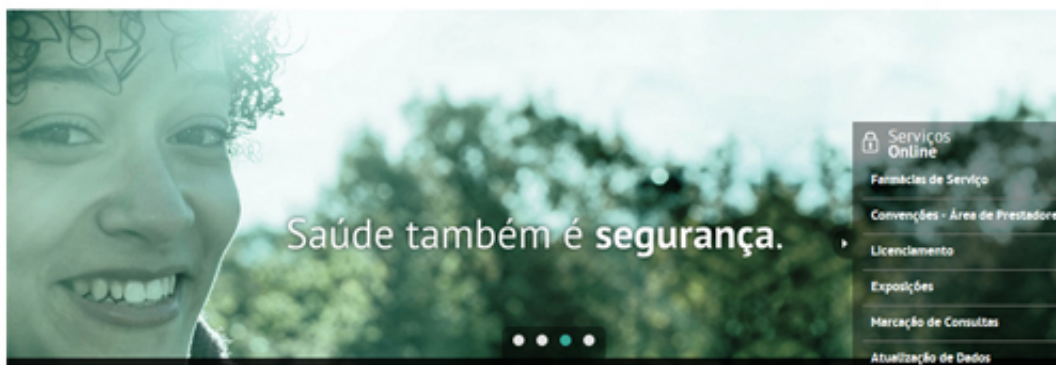 Saúde também é segurança.
Serviços
Online
Farmácias de Serviço
Convenções - Área de Prestadore
Licenciamento
Exposições
Marcação de Consultas
Atualização de Dados